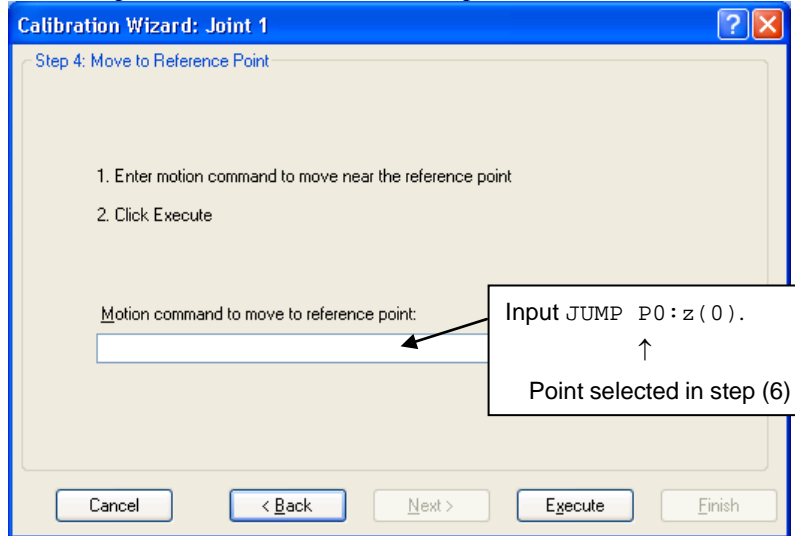 Calibration Wizard: Joint 1
Step 4: Move to Reference Point
1. Enter motion command to move near the reference point
2. Click Execute
Motion command to move to reference point:
Input JUMP P0:z(0).
↑
Point selected in step (6)
Cancel
< Back
Next >
Execute
Finish